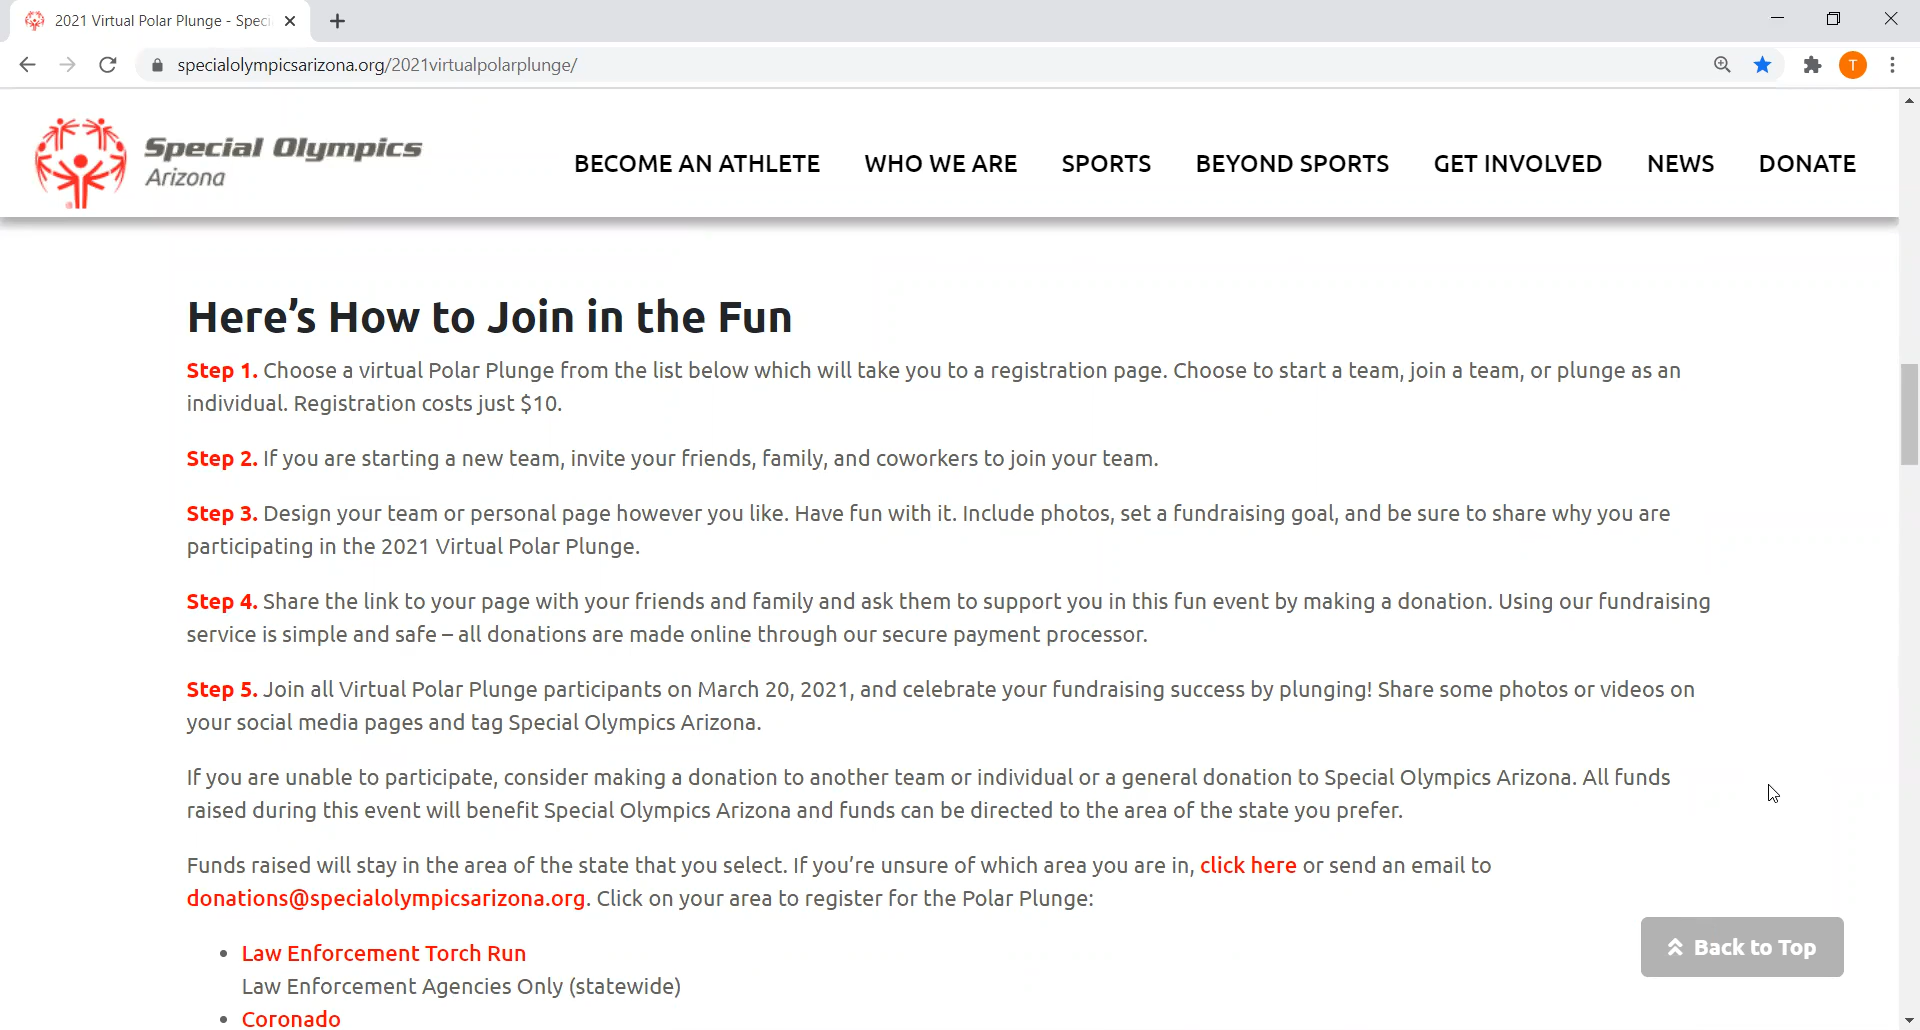 2021 Virtual Polar Plunge - Speci
specialolympicsarizona.org/2021virtualpolarplunge/
T
Special Olympics
Arizona
BECOME AN ATHLETE WHO WE ARE SPORTS BEYOND SPORTS GET INVOLVED NEWS DONATE
Here’s How to Join in the Fun
Step 1. Choose a virtual Polar Plunge from the list below which will take you to a registration page. Choose to start a team, join a team, or plunge as an
individual. Registration costs just $10.
Step 2. If you are starting a new team, invite your friends, family, and coworkers to join your team.
Step 3. Design your team or personal page however you like. Have fun with it. Include photos, set a fundraising goal, and be sure to share why you are
participating in the 2021 Virtual Polar Plunge.
Step 4. Share the link to your page with your friends and family and ask them to support you in this fun event by making a donation. Using our fundraising
service is simple and safe – all donations are made online through our secure payment processor.
Step 5. Join all Virtual Polar Plunge participants on March 20, 2021, and celebrate your fundraising success by plunging! Share some photos or videos on
your social media pages and tag Special Olympics Arizona.
If you are unable to participate, consider making a donation to another team or individual or a general donation to Special Olympics Arizona. All funds
raised during this event will benefit Special Olympics Arizona and funds can be directed to the area of the state you prefer.
Funds raised will stay in the area of the state that you select. If you’re unsure of which area you are in, click here or send an email to
donations@specialolympicsarizona.org. Click on your area to register for the Polar Plunge:
• Law Enforcement Torch Run
Law Enforcement Agencies Only (statewide)
• Coronado
Back to Top